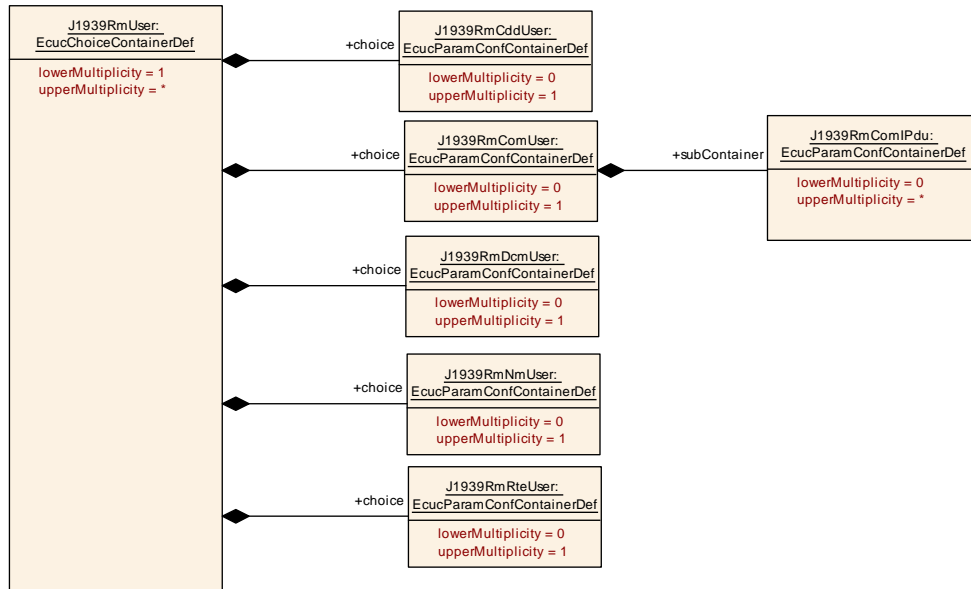 J1939RmUser:
EcucChoiceContainerDef
lowerMultiplicity = 1
upperMultiplicity = *
+choice
J1939RmCddUser:
EcucParamConfContainerDef
lowerMultiplicity = 0
upperMultiplicity = 1
+choice
J1939RmComUser:
EcucParamConfContainerDef
lowerMultiplicity = 0
upperMultiplicity = 1
+subContainer
J1939RmComIPdu:
EcucParamConfContainerDef
lowerMultiplicity = 0
upperMultiplicity = *
+choice
J1939RmDcmUser:
EcucParamConfContainerDef
lowerMultiplicity = 0
upperMultiplicity = 1
+choice
J1939RmNmUser:
EcucParamConfContainerDef
lowerMultiplicity = 0
upperMultiplicity = 1
+choice
J1939RmRteUser:
EcucParamConfContainerDef
lowerMultiplicity = 0
upperMultiplicity = 1